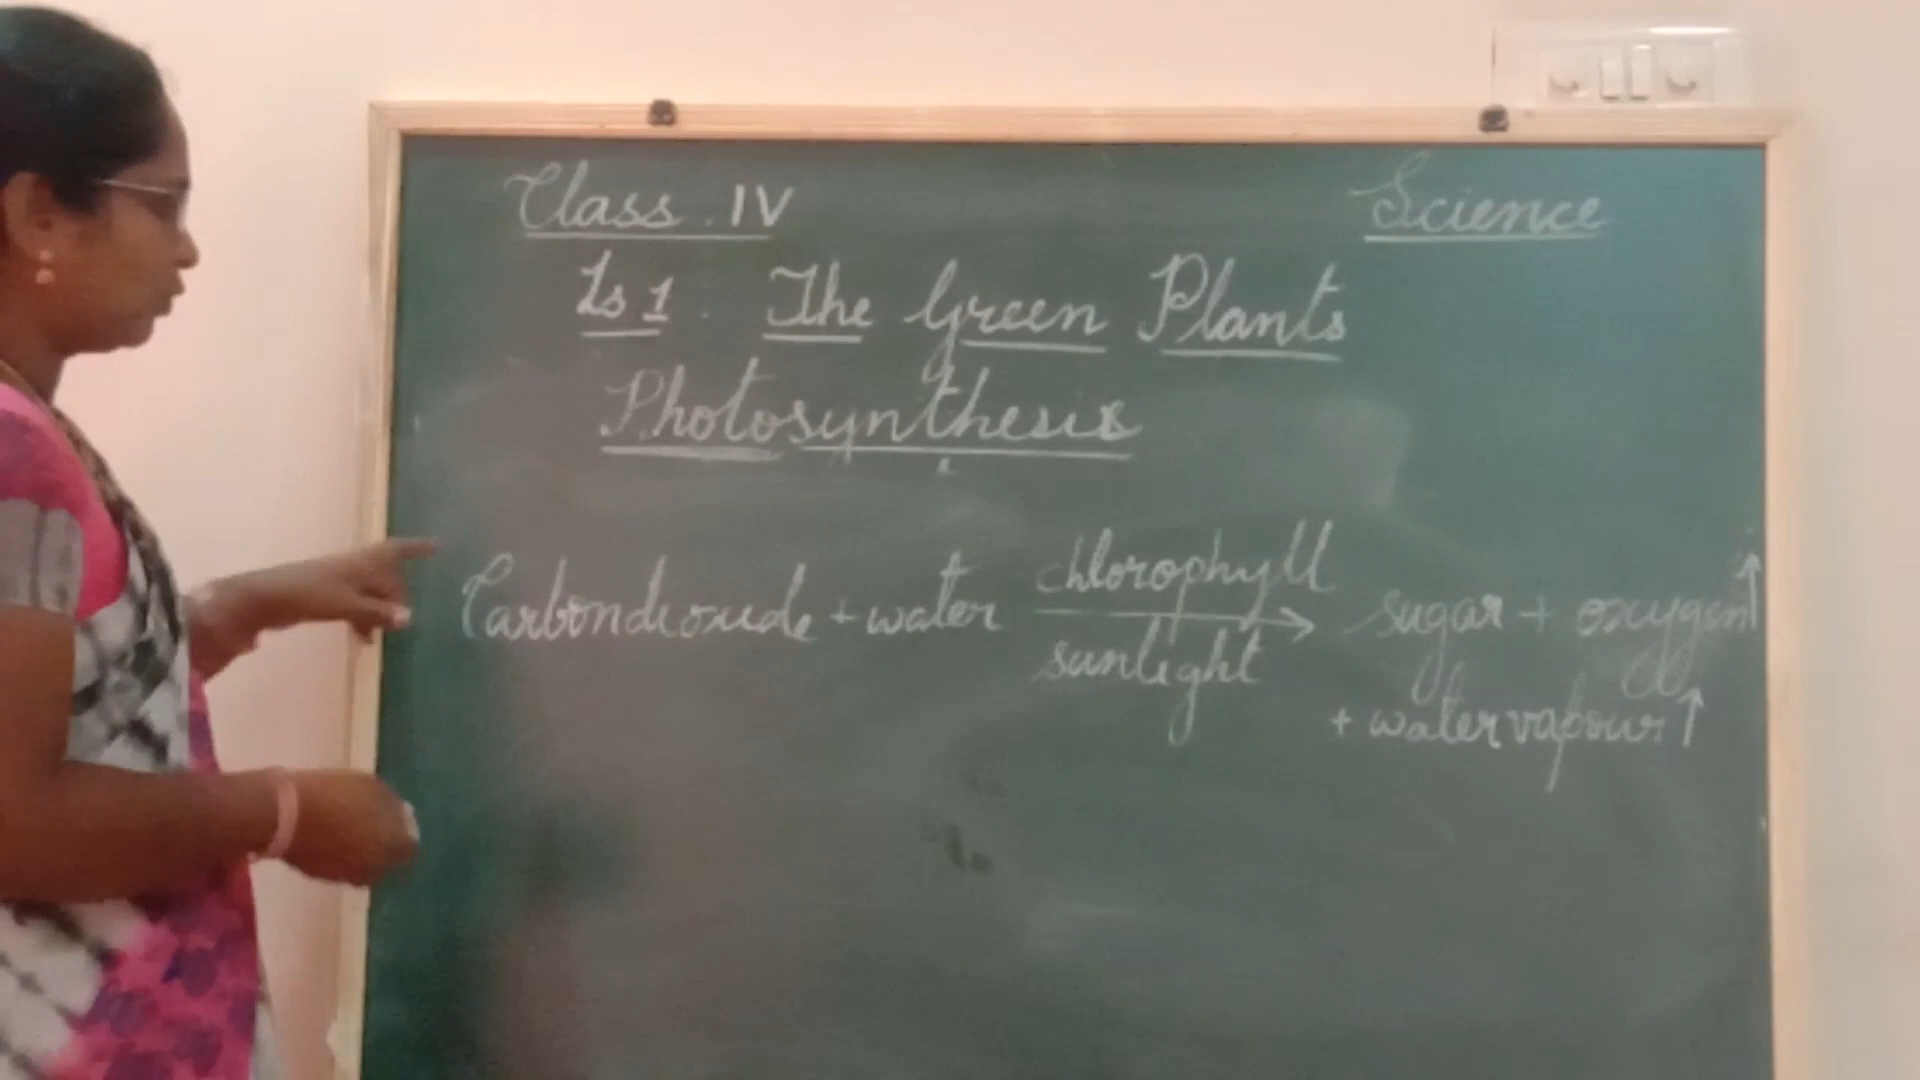 Class. IV Science
Ls 1. The Green Plants
Photosynthesis
Carbondioxide + water chlorophyll → sugar + oxygen ↑
sunlight
+ water vapour ↑